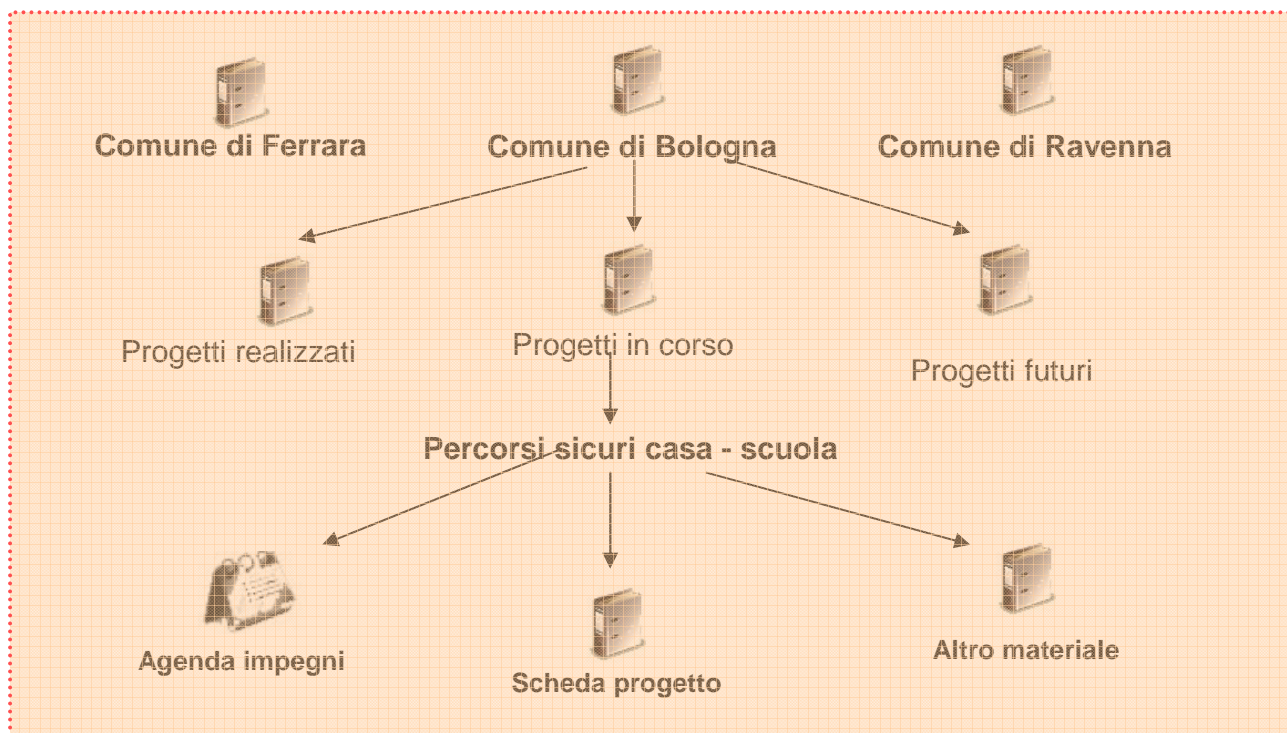 Comune di Ferrara
Comune di Bologna
Comune di Ravenna
Progetti realizzati
Progetti in corso
Progetti futuri
Percorsi sicuri casa - scuola
Agenda impegni
Scheda progetto
Altro materiale